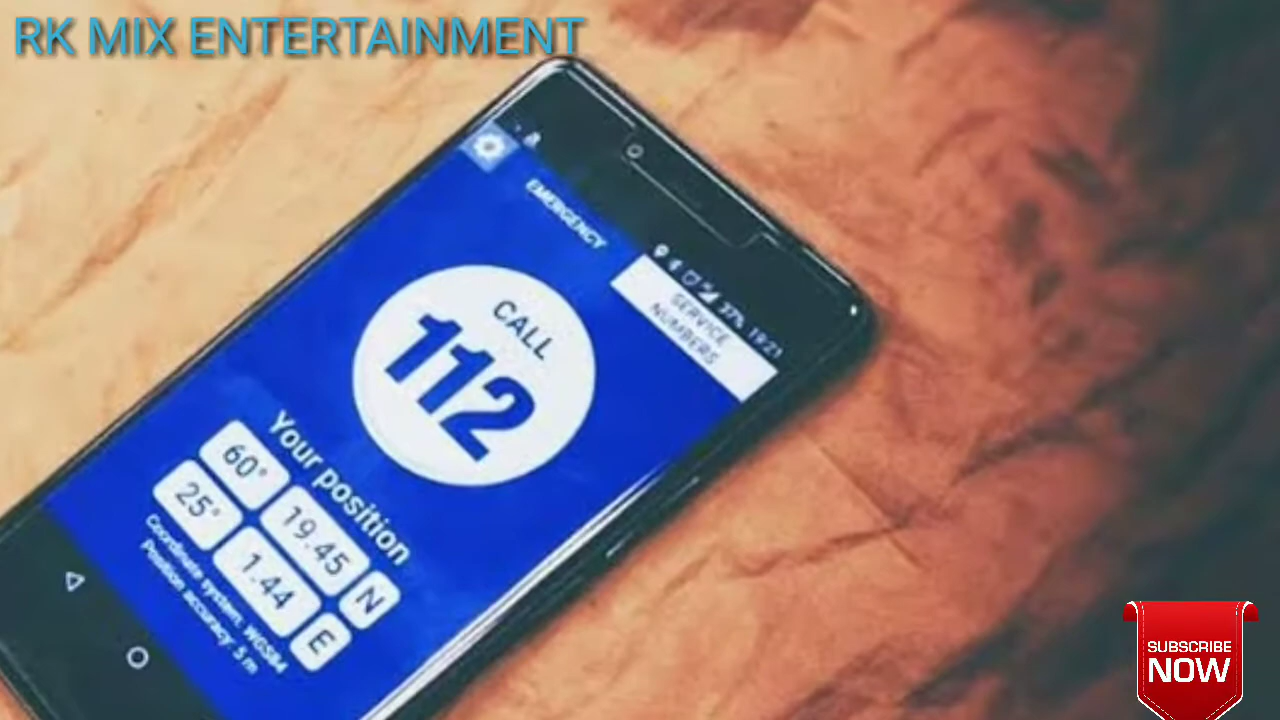 RK MIX ENTERTAINMENT
EMERGENCY
37% 19:21
SERVICE
NUMBERS
CALL
112
Your position
60° 19.45 N
25° 1.44 E
Coordinate system: WGS84
Position accuracy: 5 m
SUBSCRIBE
NOW